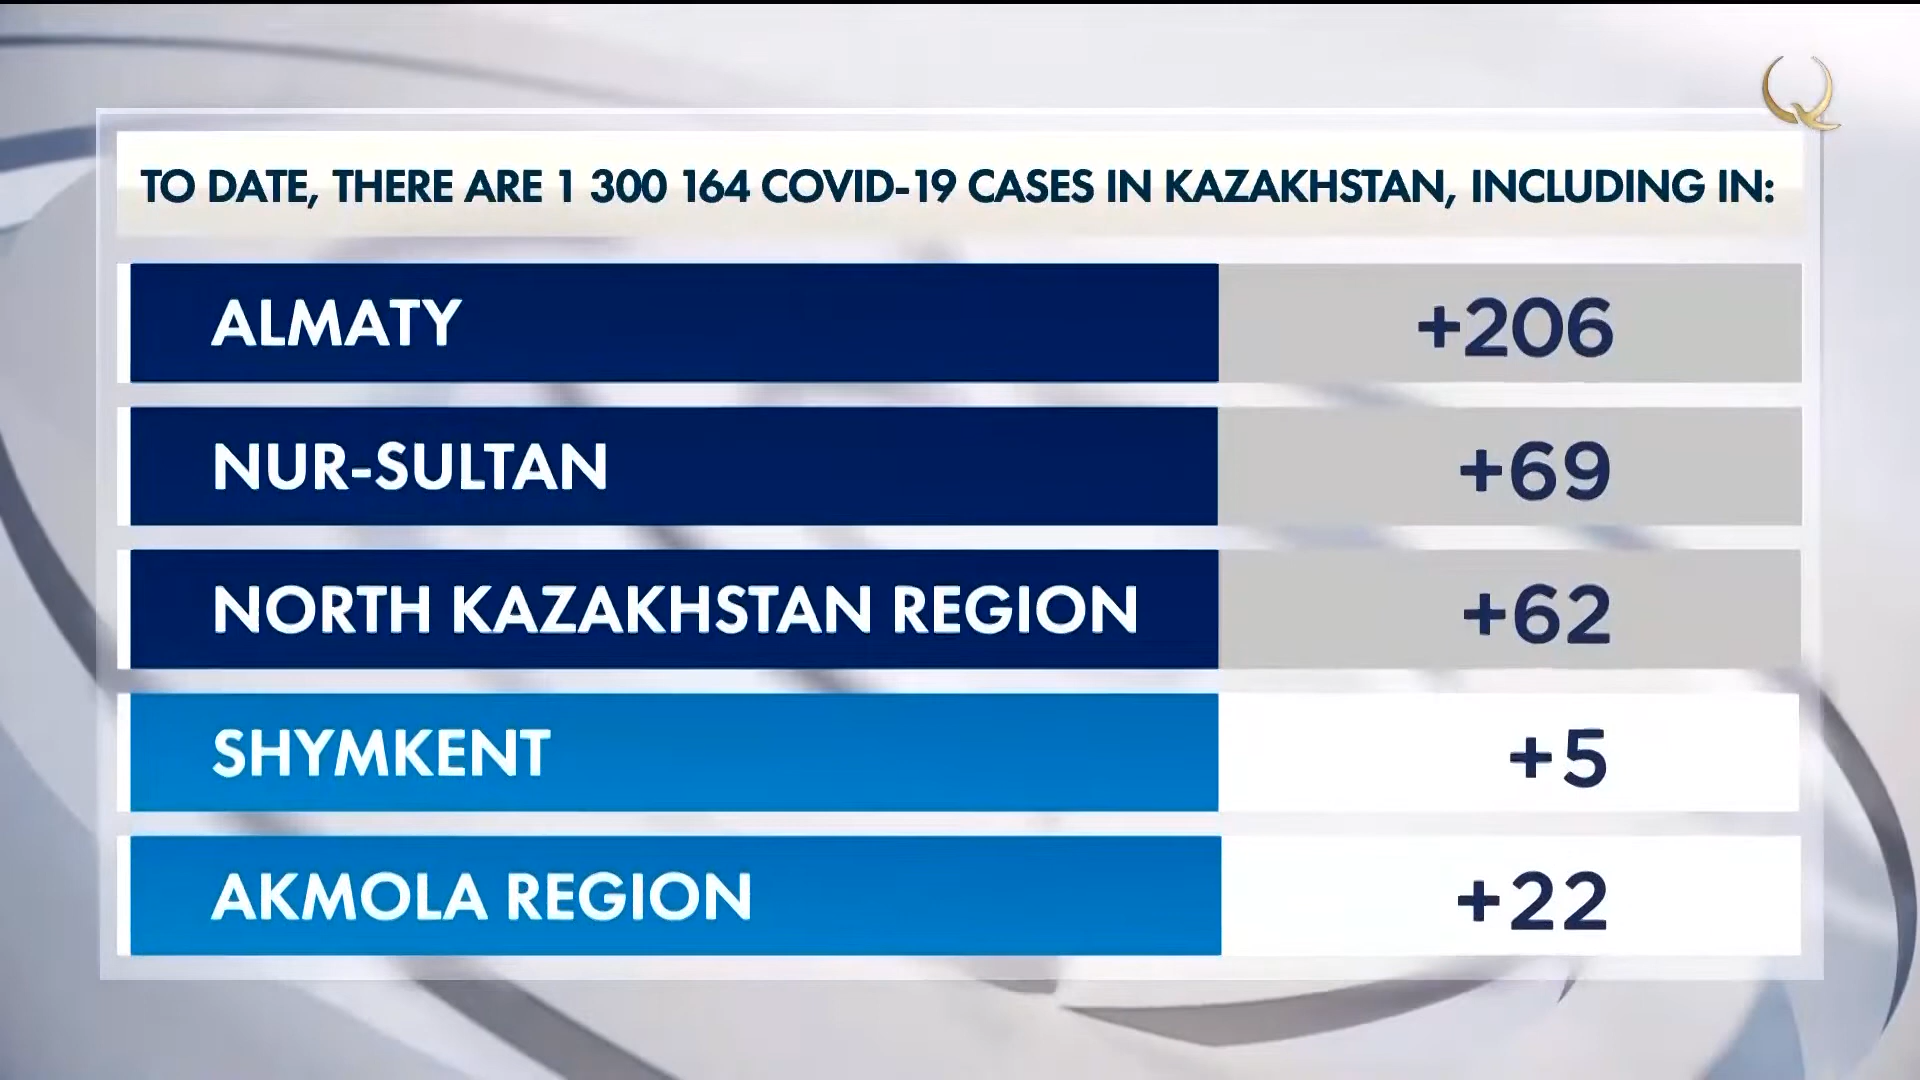 TO DATE, THERE ARE 1 300 164 COVID-19 CASES IN KAZAKHSTAN, INCLUDING IN:
ALMATY +206
NUR-SULTAN +69
NORTH KAZAKHSTAN REGION +62
SHYMKENT +5
AKMOLA REGION +22